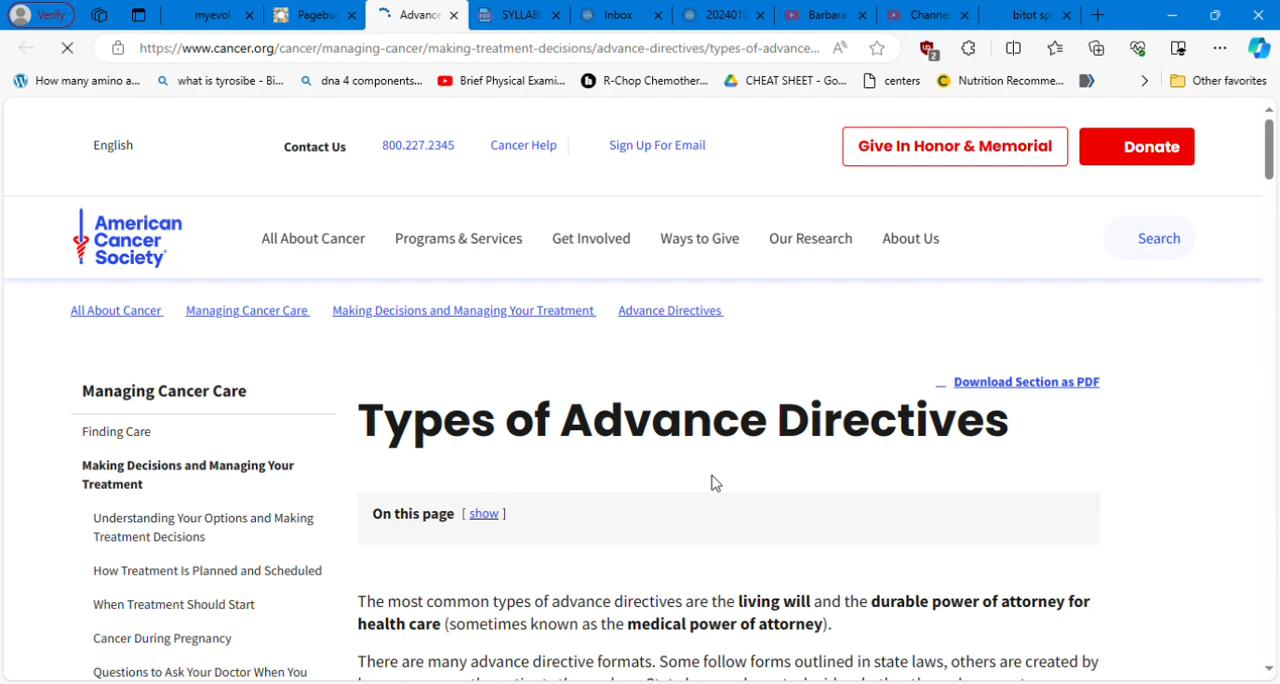 Verify
myevol
Pagebu
Advance
SYLLAB
Inbox
2024010
Barbara
Channel
bitot sp
https://www.cancer.org/cancer/managing-cancer/making-treatment-decisions/advance-directives/types-of-advance...
2
How many amino a...
what is tyrosibe - Bi...
dna 4 components...
Brief Physical Exami...
R-Chop Chemother...
CHEAT SHEET - Go...
centers
Nutrition Recomme...
Other favorites
English
Contact Us
800.227.2345
Cancer Help
Sign Up For Email
Give In Honor & Memorial
Donate
American
Cancer
Society
All About Cancer
Programs & Services
Get Involved
Ways to Give
Our Research
About Us
Search
All About Cancer
Managing Cancer Care
Making Decisions and Managing Your Treatment
Advance Directives
Managing Cancer Care
Finding Care
Making Decisions and Managing Your
Treatment
Understanding Your Options and Making
Treatment Decisions
How Treatment Is Planned and Scheduled
When Treatment Should Start
Cancer During Pregnancy
Questions to Ask Your Doctor When You
Download Section as PDF
Types of Advance Directives
On this page [ show ]
The most common types of advance directives are the living will and the durable power of attorney for
health care (sometimes known as the medical power of attorney).
There are many advance directive formats. Some follow forms outlined in state laws, others are created by